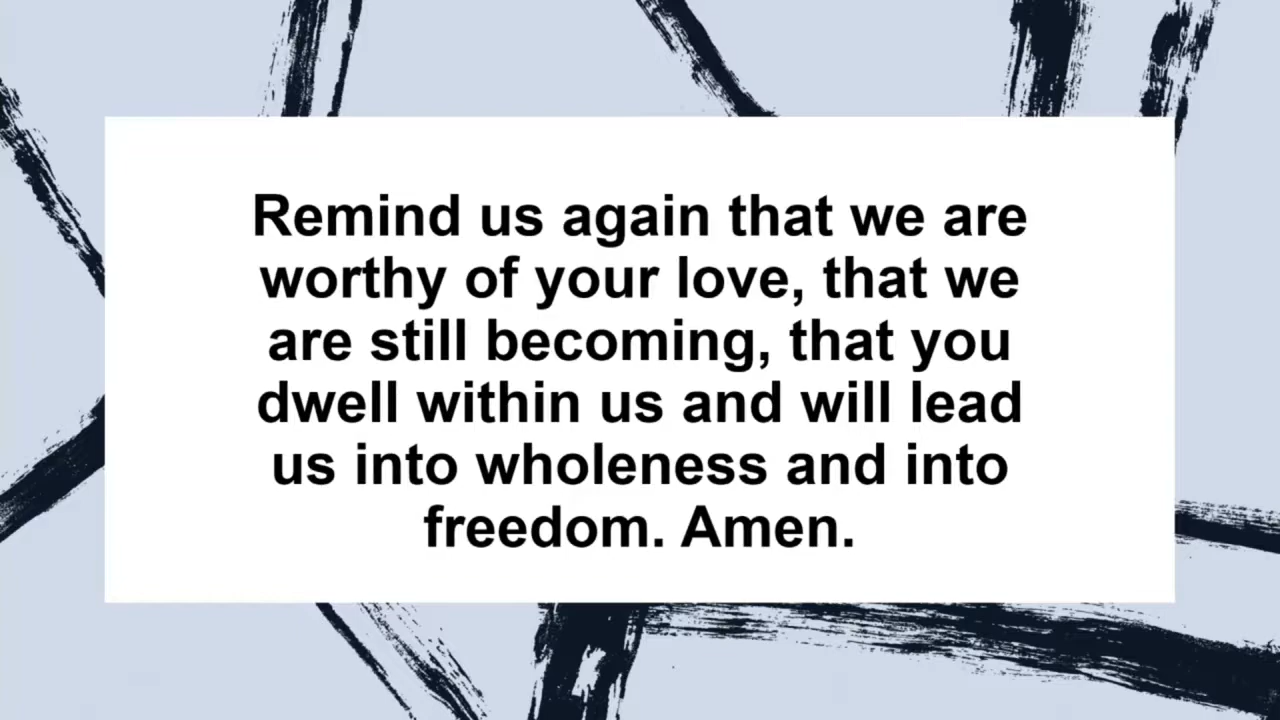 Remind us again that we are
worthy of your love, that we
are still becoming, that you
dwell within us and will lead
us into wholeness and into
freedom. Amen.